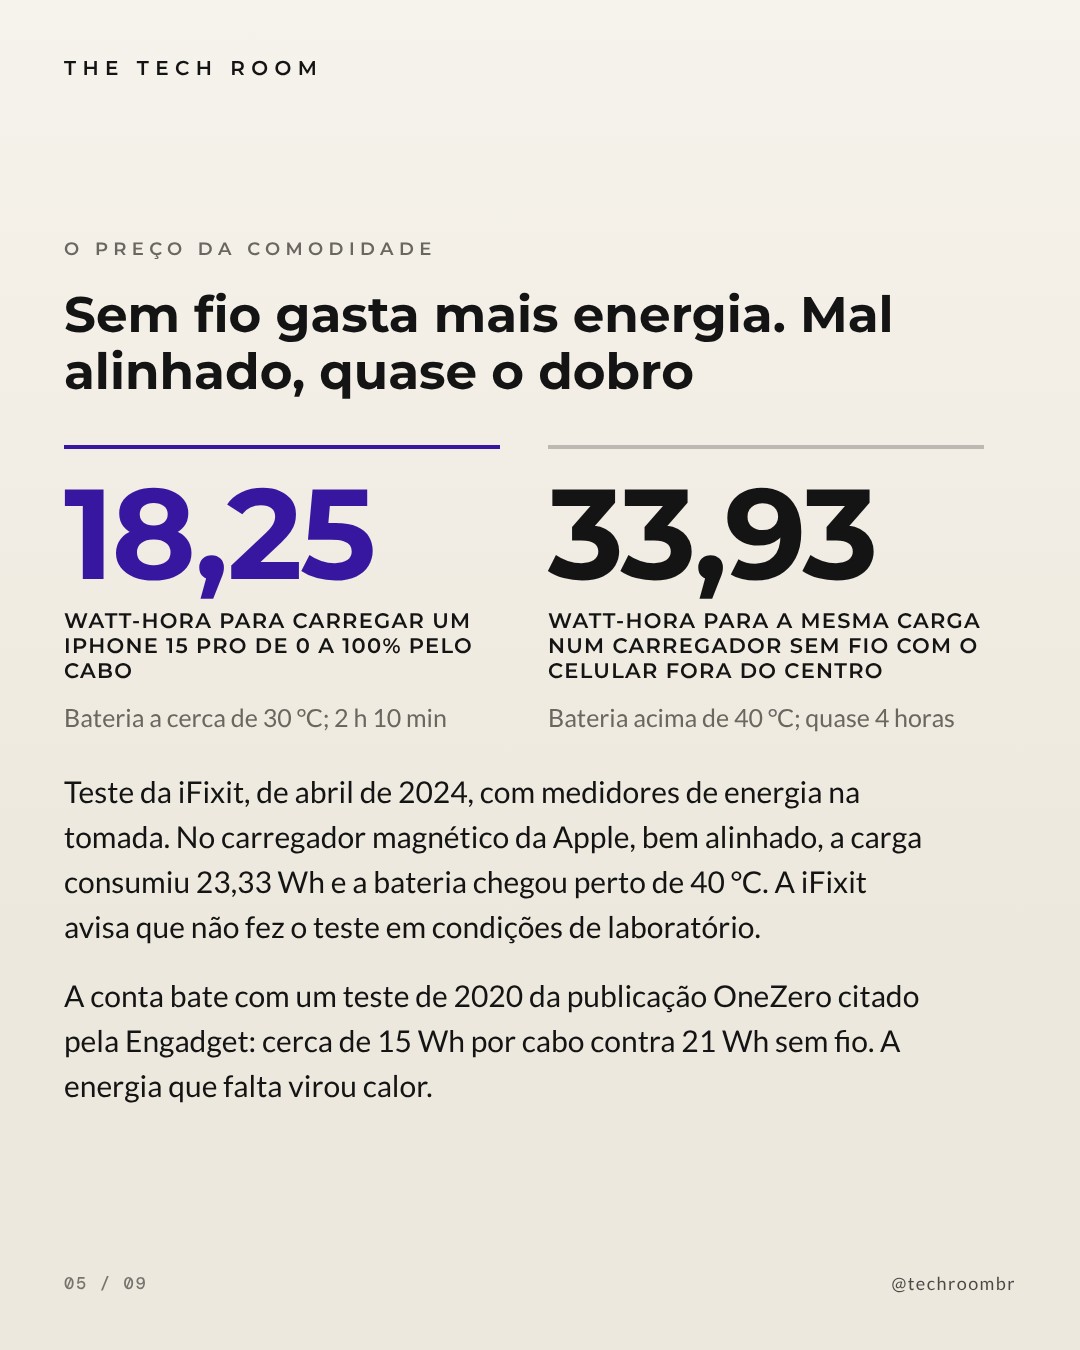 THE TECH ROOM
O PREÇO DA COMODIDADE
Sem fio gasta mais energia. Mal
alinhado, quase o dobro
18,25
WATT-HORA PARA CARREGAR UM
IPHONE 15 PRO DE 0 A 100% PELO
CABO
Bateria a cerca de 30 °C; 2 h 10 min
33,93
WATT-HORA PARA A MESMA CARGA
NUM CARREGADOR SEM FIO COM O
CELULAR FORA DO CENTRO
Bateria acima de 40 °C; quase 4 horas
Teste da iFixit, de abril de 2024, com medidores de energia na
tomada. No carregador magnético da Apple, bem alinhado, a carga
consumiu 23,33 Wh e a bateria chegou perto de 40 °C. A iFixit
avisa que não fez o teste em condições de laboratório.
A conta bate com um teste de 2020 da publicação OneZero citado
pela Engadget: cerca de 15 Wh por cabo contra 21 Wh sem fio. A
energia que falta virou calor.
05 / 09
@techroombr